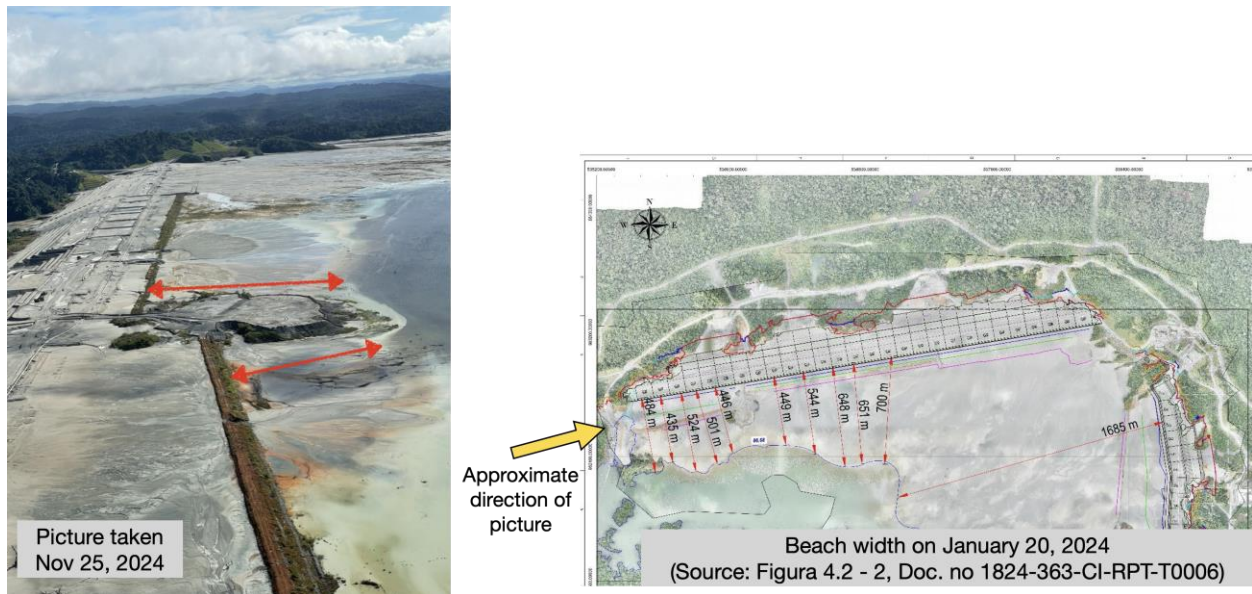 Picture taken
Nov 25, 2024
N
W
E
484 m
435 m
524 m
501 m
446 m
449 m
544 m
648 m
651 m
700 m
1685 m
Approximate
direction of
picture
Beach width on January 20, 2024
(Source: Figura 4.2 - 2, Doc. no 1824-363-CI-RPT-T0006)